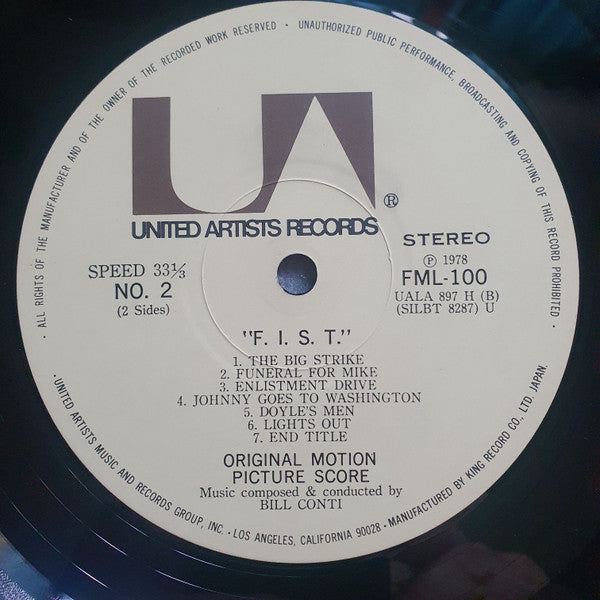 · ALL RIGHTS OF THE MANUFACTURER AND OF THE OWNER OF THE RECORDED WORK RESERVED · UNAUTHORIZED PUBLIC PERFORMANCE, BROADCASTING AND COPYING OF THIS RECORD PROHIBITED ·
UA ®
UNITED ARTISTS RECORDS
SPEED 33⅓
NO. 2
(2 Sides)
STEREO
Ⓟ 1978
FML-100
UALA 897 H (B)
(SILBT 8287) U
"F. I. S. T."
1. THE BIG STRIKE
2. FUNERAL FOR MIKE
3. ENLISTMENT DRIVE
4. JOHNNY GOES TO WASHINGTON
5. DOYLE'S MEN
6. LIGHTS OUT
7. END TITLE
ORIGINAL MOTION
PICTURE SCORE
Music composed & conducted by
BILL CONTI
· UNITED ARTISTS MUSIC AND RECORDS GROUP, INC. · LOS ANGELES, CALIFORNIA 90028 · MANUFACTURED BY KING RECORD CO., LTD. JAPAN.